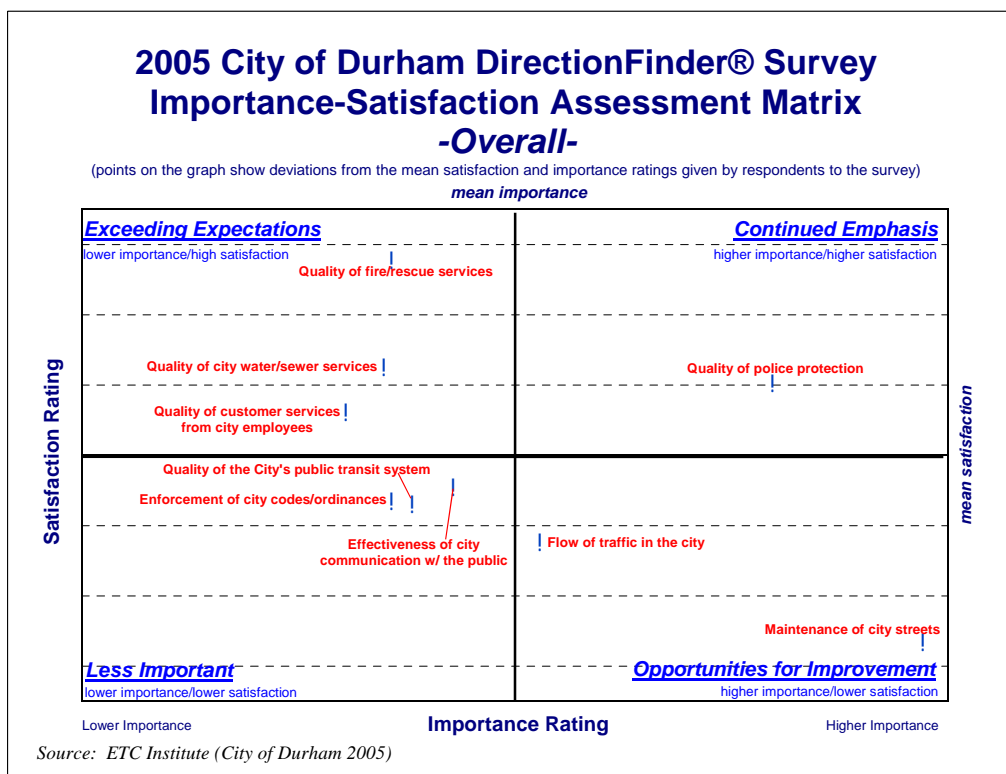 2005 City of Durham DirectionFinder® Survey
Importance-Satisfaction Assessment Matrix
-Overall-
(points on the graph show deviations from the mean satisfaction and importance ratings given by respondents to the survey)
mean importance
Exceeding Expectations
lower importance/high satisfaction
Continued Emphasis
higher importance/higher satisfaction
Quality of fire/rescue services
Quality of city water/sewer services
Quality of police protection
Quality of customer services
from city employees
Satisfaction Rating
mean satisfaction
Quality of the City's public transit system
Enforcement of city codes/ordinances
Effectiveness of city
communication w/ the public
Flow of traffic in the city
Maintenance of city streets
Less Important
lower importance/lower satisfaction
Opportunities for Improvement
higher importance/lower satisfaction
Lower Importance
Importance Rating
Higher Importance
Source: ETC Institute (City of Durham 2005)